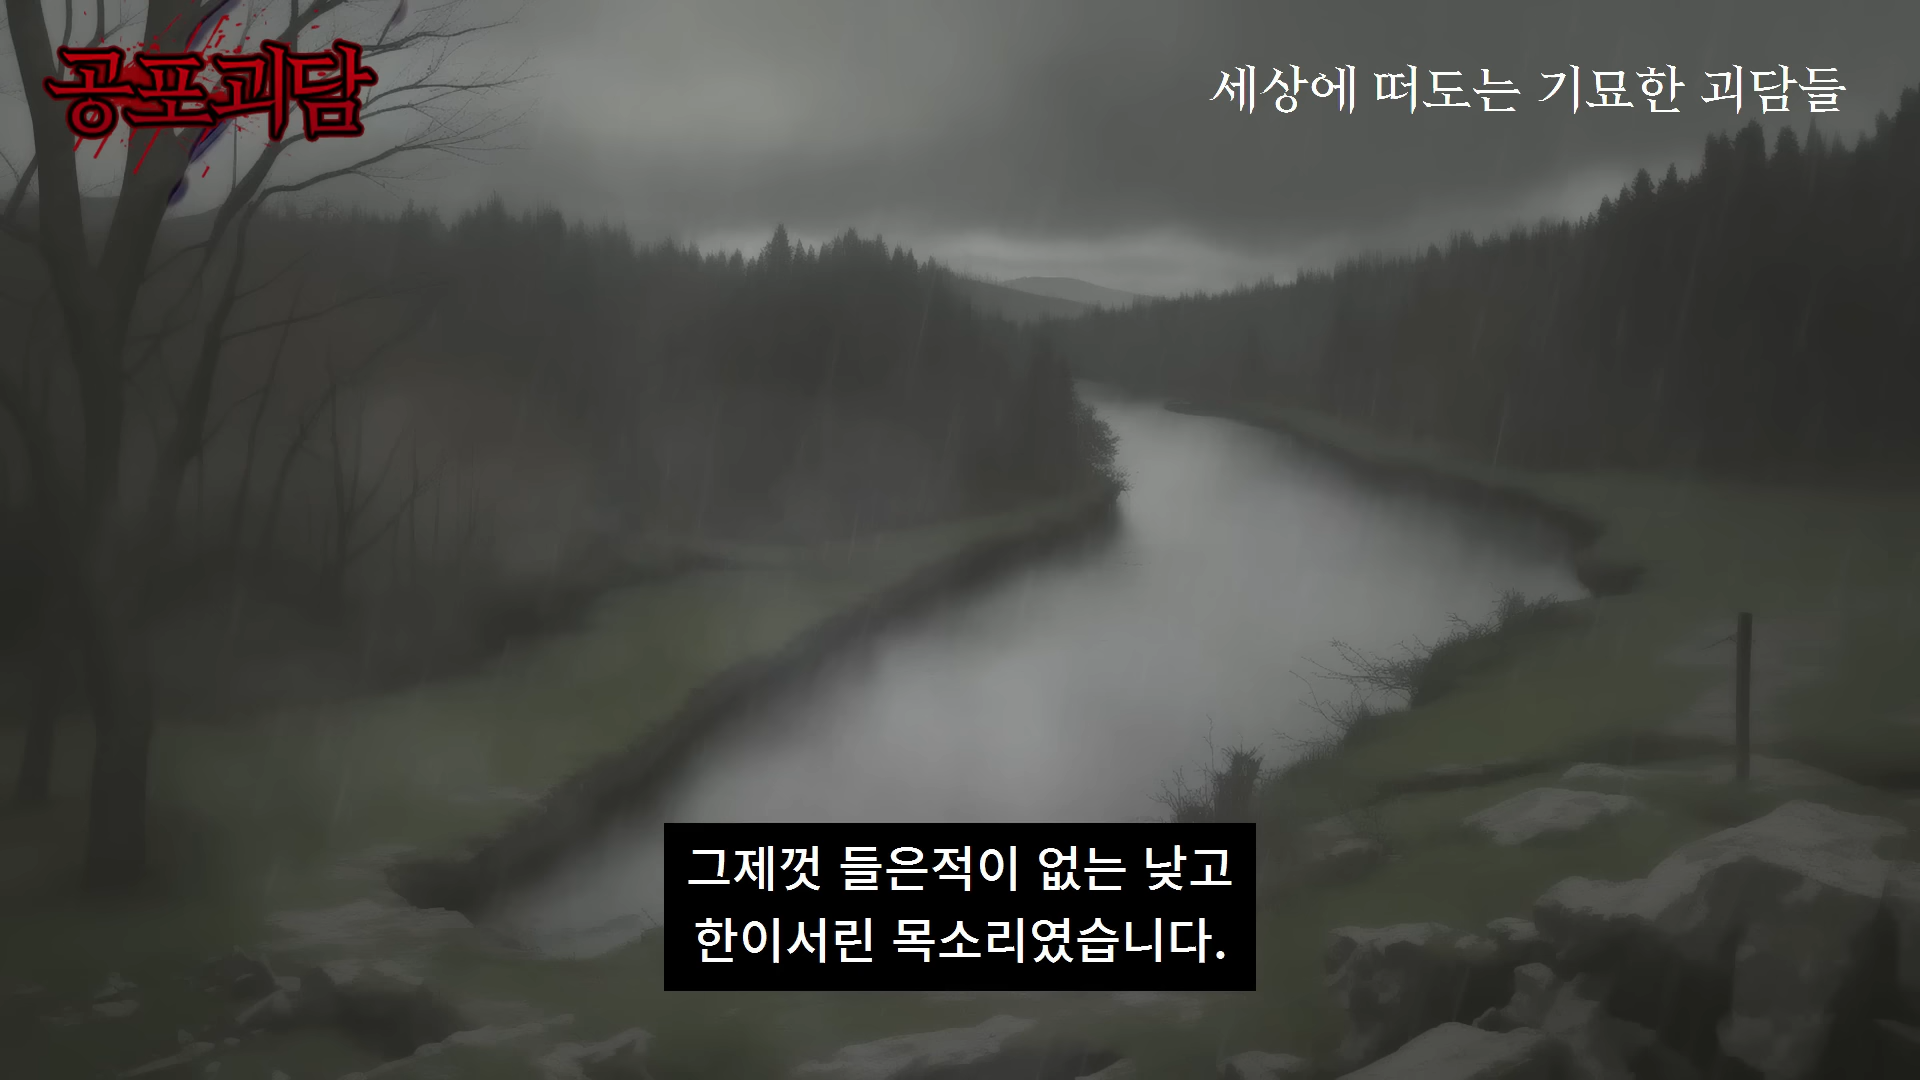 공포괴담
세상에 떠도는 기묘한 괴담들
그제껏 들은적이 없는 낮고
한이서린 목소리였습니다.